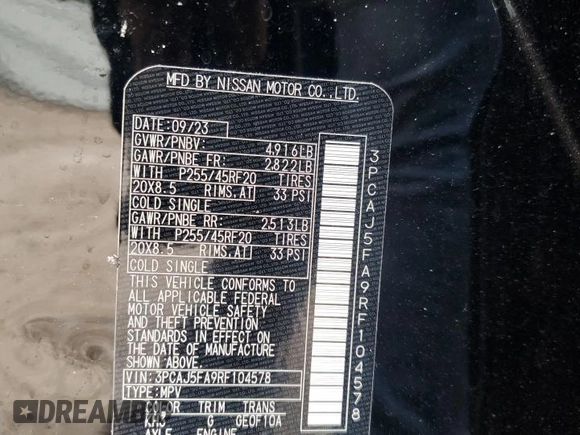 MFD BY NISSAN MOTOR CO.,LTD.
DATE: 09/23
GVWR/PNBV: 4916LB
GAWR/PNBE FR: 2822LB
WITH P255/45RF20 TIRES
20X8.5 RIMS.AT 33 PSI
COLD SINGLE
GAWR/PNBE RR: 2513LB
WITH P255/45RF20 TIRES
20X8.5 RIMS.AT 33 PSI
COLD SINGLE
THIS VEHICLE CONFORMS TO
ALL APPLICABLE FEDERAL
MOTOR VEHICLE SAFETY
AND THEFT PREVENTION
STANDARDS IN EFFECT ON
THE DATE OF MANUFACTURE
SHOWN ABOVE.
VIN: 3PCAJ5FA9RF104578
TYPE: MPV
TRIM TRANS
G GE0F10A
AXLE ENGINE
3PCAJ5FA9RF104578